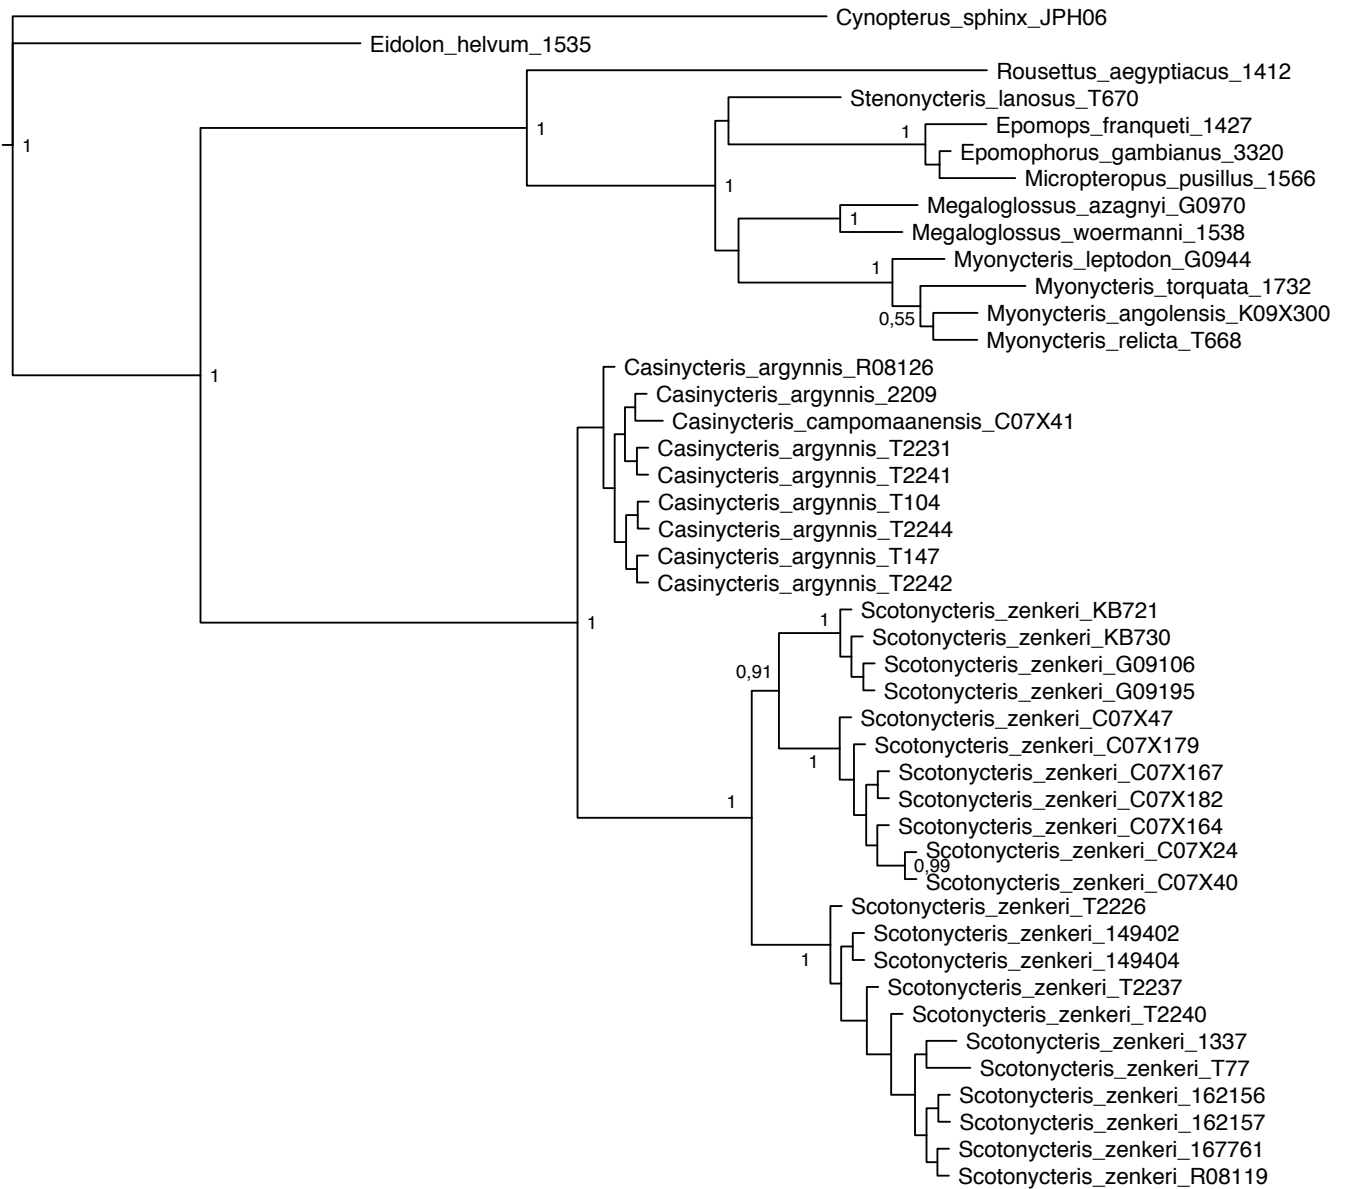 Cynopterus_sphinx_JPH06
Eidolon_helvum_1535
Rousettus_aegyptiacus_1412
Stenonycteris_lanosus_T670
1
Epomops_franqueti_1427
1
1
Epomophorus_gambianus_3320
Micropteropus_pusillus_1566
1
Megaloglossus_azagnyi_G0970
1
Megaloglossus_woermanni_1538
Myonycteris_leptodon_G0944
1
Myonycteris_torquata_1732
Myonycteris_angolensis_K09X300
0,55
Myonycteris_relicta_T668
Casinycteris_argynnis_R08126
1
Casinycteris_argynnis_2209
Casinycteris_campomaanensis_C07X41
Casinycteris_argynnis_T2231
Casinycteris_argynnis_T2241
Casinycteris_argynnis_T104
Casinycteris_argynnis_T2244
Casinycteris_argynnis_T147
Casinycteris_argynnis_T2242
Scotonycteris_zenkeri_KB721
1
1
Scotonycteris_zenkeri_KB730
Scotonycteris_zenkeri_G09106
0,91
Scotonycteris_zenkeri_G09195
Scotonycteris_zenkeri_C07X47
Scotonycteris_zenkeri_C07X179
1
Scotonycteris_zenkeri_C07X167
Scotonycteris_zenkeri_C07X182
1
Scotonycteris_zenkeri_C07X164
Scotonycteris_zenkeri_C07X24
0,99
Scotonycteris_zenkeri_C07X40
Scotonycteris_zenkeri_T2226
Scotonycteris_zenkeri_149402
1
Scotonycteris_zenkeri_149404
Scotonycteris_zenkeri_T2237
Scotonycteris_zenkeri_T2240
Scotonycteris_zenkeri_1337
Scotonycteris_zenkeri_T77
Scotonycteris_zenkeri_162156
Scotonycteris_zenkeri_162157
Scotonycteris_zenkeri_167761
Scotonycteris_zenkeri_R08119